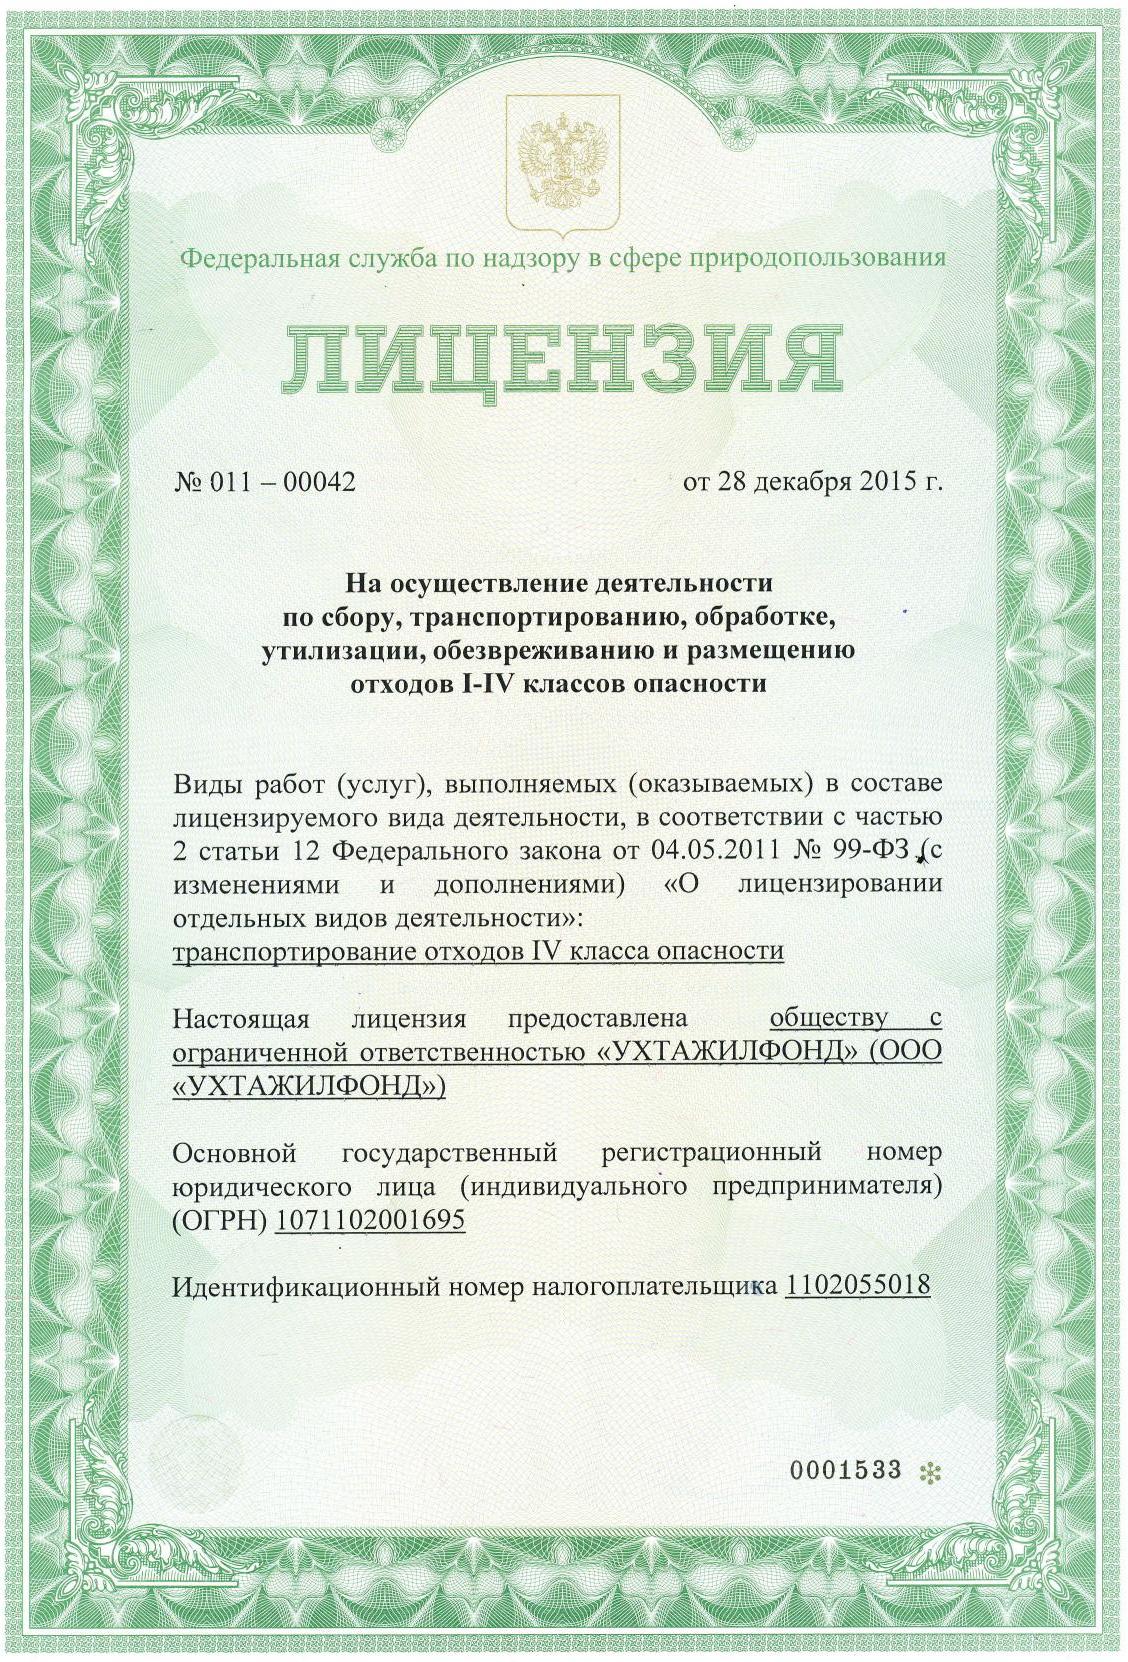 Федеральная служба по надзору в сфере природопользования
ЛИЦЕНЗИЯ
№ 011 – 00042 от 28 декабря 2015 г.
На осуществление деятельности
по сбору, транспортированию, обработке,
утилизации, обезвреживанию и размещению
отходов I-IV классов опасности
Виды работ (услуг), выполняемых (оказываемых) в составе
лицензируемого вида деятельности, в соответствии с частью
2 статьи 12 Федерального закона от 04.05.2011 № 99-ФЗ (с
изменениями и дополнениями) «О лицензировании
отдельных видов деятельности»:
транспортирование отходов IV класса опасности
Настоящая лицензия предоставлена обществу с
ограниченной ответственностью «УХТАЖИЛФОНД» (ООО
«УХТАЖИЛФОНД»)
Основной государственный регистрационный номер
юридического лица (индивидуального предпринимателя)
(ОГРН) 1071102001695
Идентификационный номер налогоплательщика 1102055018
0001533